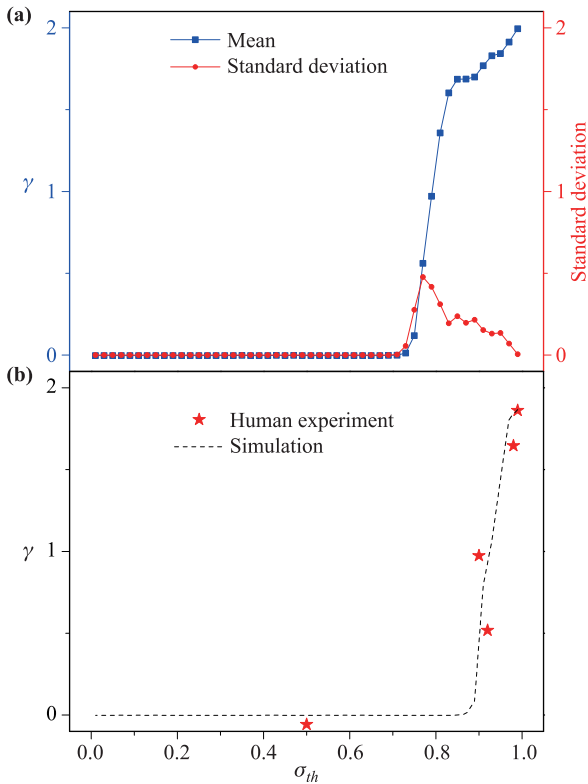 (a)
2
2
Mean
Standard deviation
γ
1
1
Standard deviation
0
0
(b)
2
Human experiment
Simulation
γ
1
0
0.0 0.2 0.4 0.6 0.8 1.0
σth